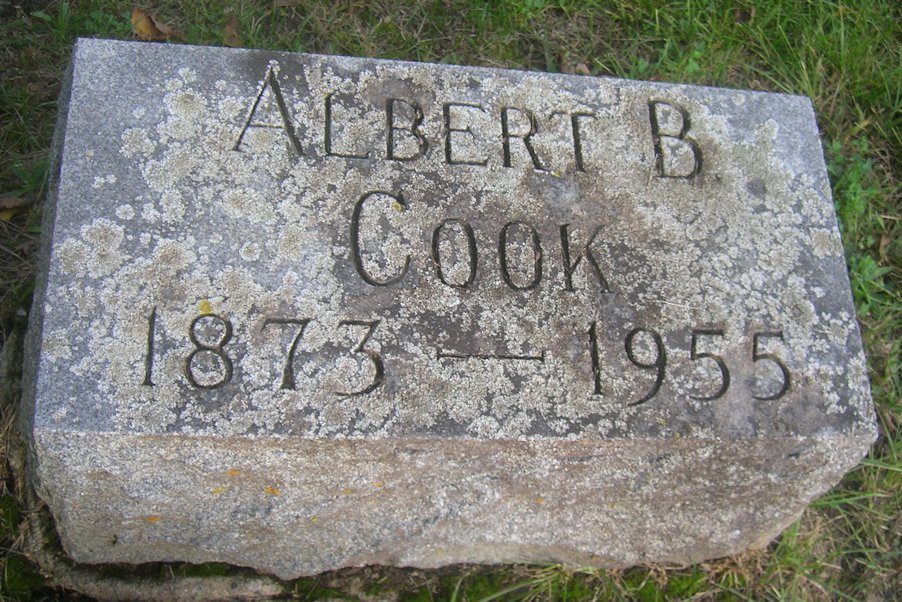 ALBERT B.
COOK
1873 — 1955